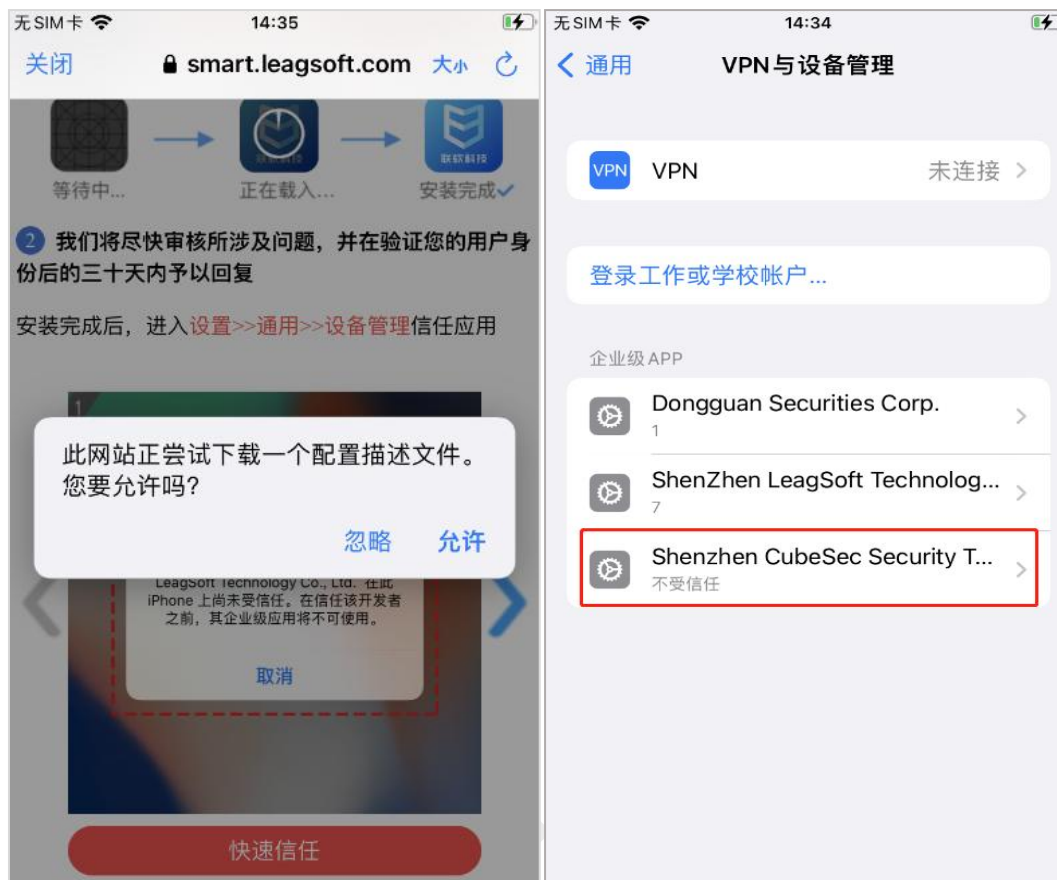 无SIM卡
14:35
关闭
smart.leagsoft.com
大小
联软科技
联软科技
等待中...
正在载入...
安装完成
2 我们将尽快审核所涉及问题，并在验证您的用户身
份后的三十天内予以回复
安装完成后，进入设置>>通用>>设备管理信任应用
1
此网站正尝试下载一个配置描述文件。
您要允许吗？
忽略
允许
LeagSoft Technology Co., Ltd." 在此
iPhone 上尚未受信任。在信任该开发者
之前，其企业级应用将不可使用。
取消
快速信任
无SIM卡
14:34
通用
VPN与设备管理
VPN
VPN
未连接
登录工作或学校帐户...
企业级 APP
Dongguan Securities Corp.
1
ShenZhen LeagSoft Technolog...
7
Shenzhen CubeSec Security T...
不受信任